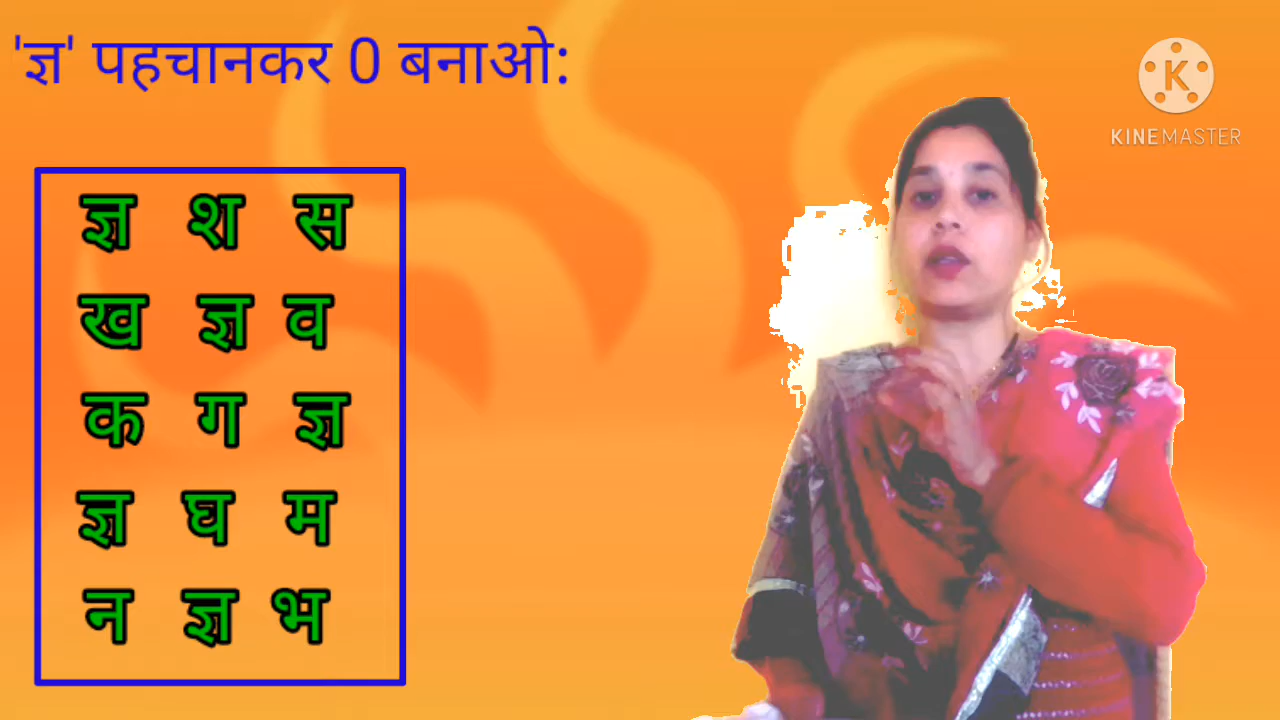 'ज्ञ' पहचानकर 0 बनाओ:
K
KINEMASTER
ज्ञ श स
ख ज्ञ व
क ग ज्ञ
ज्ञ घ म
न ज्ञ भ